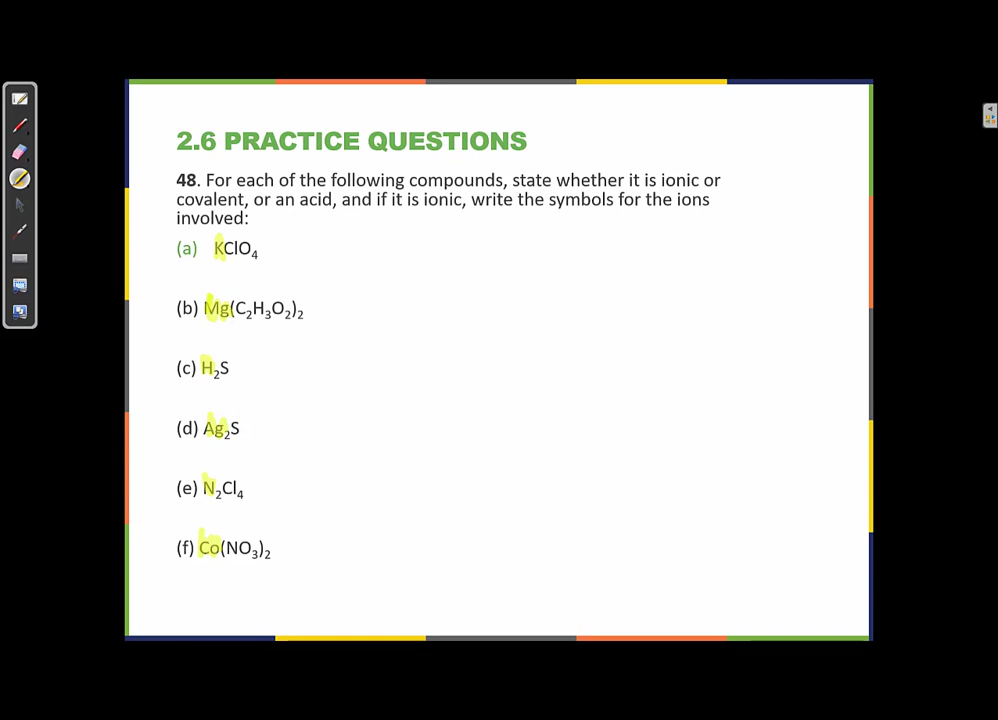 2.6 PRACTICE QUESTIONS
48. For each of the following compounds, state whether it is ionic or
covalent, or an acid, and if it is ionic, write the symbols for the ions
involved:
(a) KClO₄
(b) Mg(C₂H₃O₂)₂
(c) H₂S
(d) Ag₂S
(e) N₂Cl₄
(f) Co(NO₃)₂